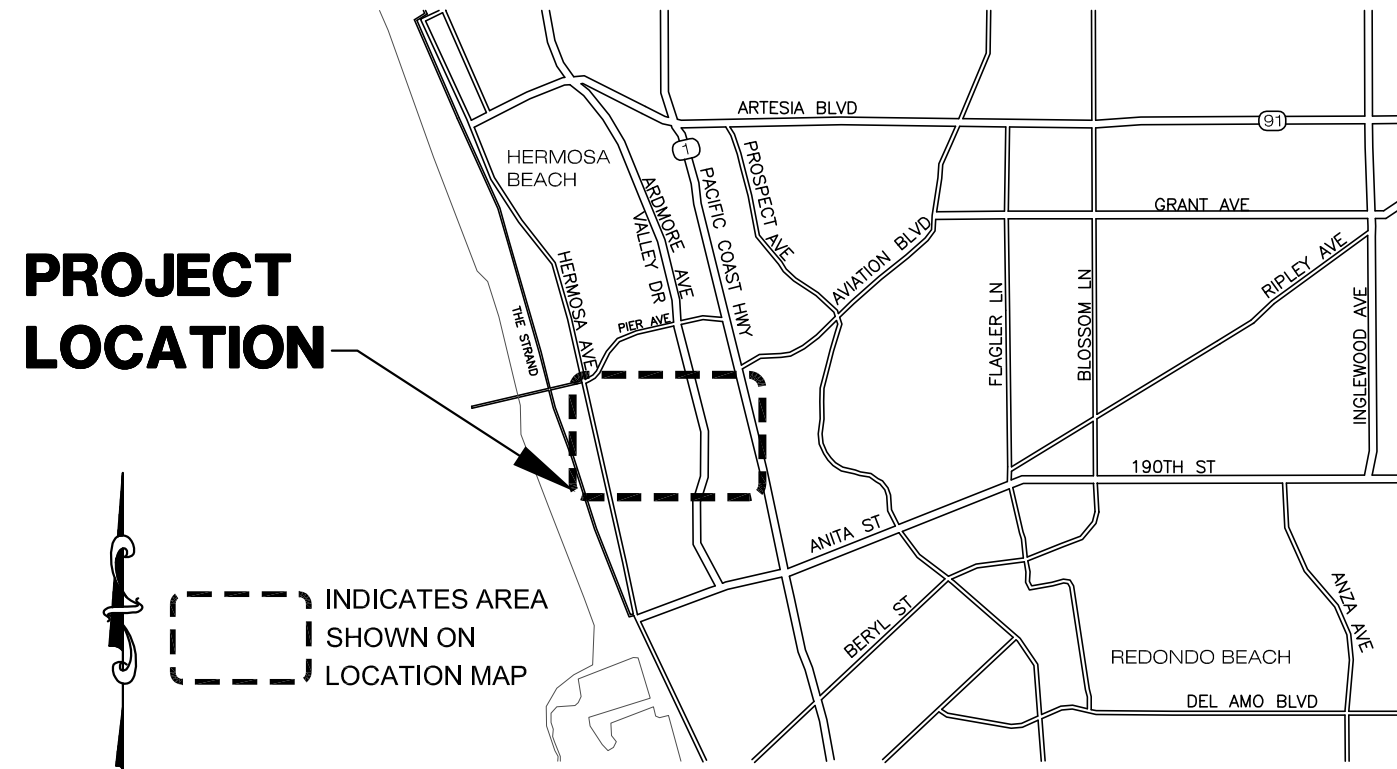 ARTESIA BLVD
91
HERMOSA
BEACH
1
PROSPECT AVE
PACIFIC COAST HWY
ARDMORE AVE
VALLEY DR
GRANT AVE
AVIATION BLVD
RIPLEY AVE
PROJECT
LOCATION
HERMOSA AVE
THE STRAND
PIER AVE
FLAGLER LN
BLOSSOM LN
INGLEWOOD AVE
190TH ST
ANITA ST
INDICATES AREA
SHOWN ON
LOCATION MAP
BERYL ST
ANZA AVE
REDONDO BEACH
DEL AMO BLVD